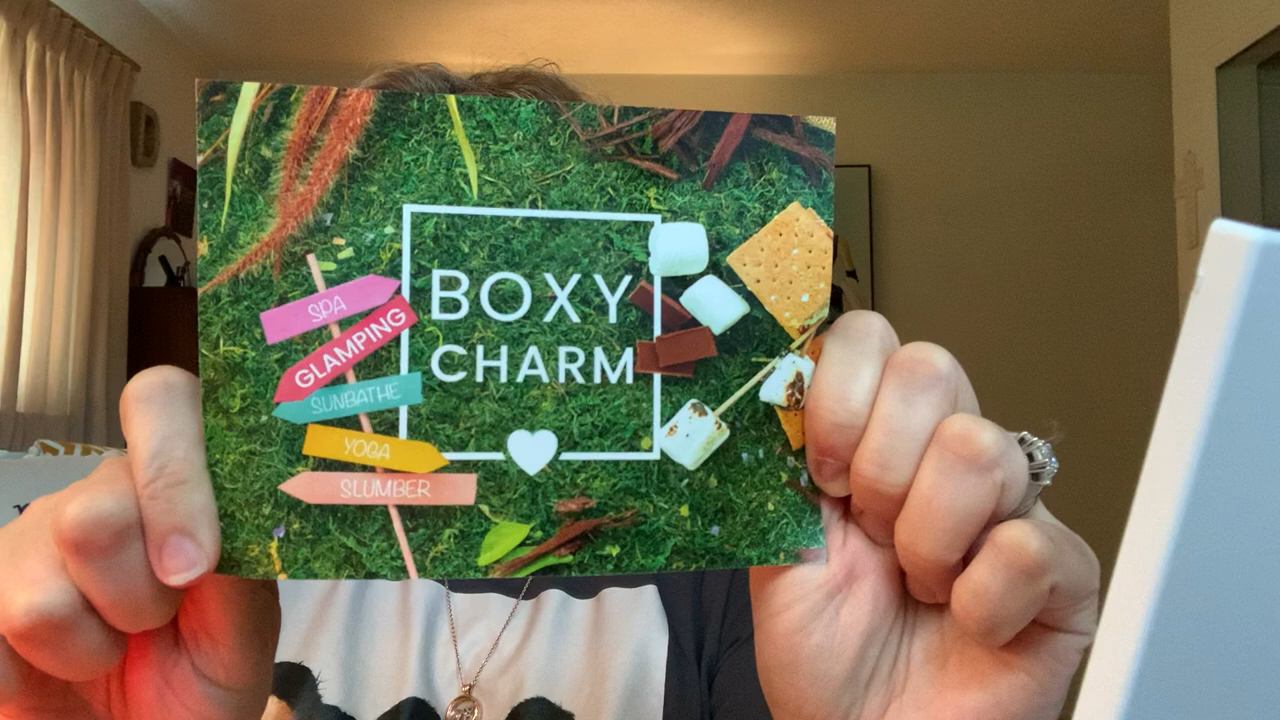 BOXY
CHARM
SPA
GLAMPING
SUNBATHE
YOGA
SLUMBER